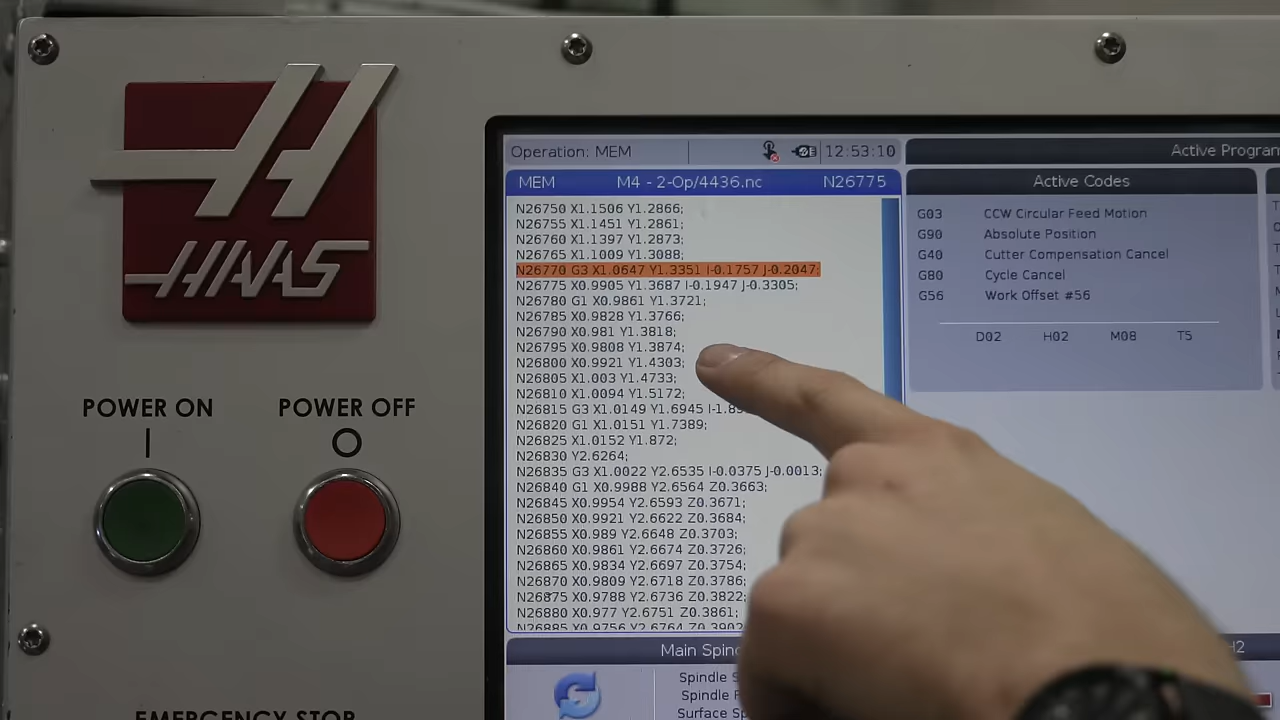 HAAS
POWER ON
POWER OFF
EMERGENCY STOP
Operation: MEM
12:53:10
MEM M4 - 2-Op/4436.nc N26775
N26750 X1.1506 Y1.2866;
N26755 X1.1451 Y1.2861;
N26760 X1.1397 Y1.2873;
N26765 X1.1009 Y1.3088;
N26770 G3 X1.0647 Y1.3351 I-0.1757 J-0.2047;
N26775 X0.9905 Y1.3687 I-0.1947 J-0.3305;
N26780 G1 X0.9861 Y1.3721;
N26785 X0.9828 Y1.3766;
N26790 X0.981 Y1.3818;
N26795 X0.9808 Y1.3874;
N26800 X0.9921 Y1.4303;
N26805 X1.003 Y1.4733;
N26810 X1.0094 Y1.5172;
N26815 G3 X1.0149 Y1.6945
N26820 G1 X1.0151 Y1.7389;
N26825 X1.0152 Y1.872;
N26830 Y2.6264;
N26835 G3 X1.0022 Y2.6535 I-0.0375 J-0.0013;
N26840 G1 X0.9988 Y2.6564 Z0.3663;
N26845 X0.9954 Y2.6593 Z0.3671;
N26850 X0.9921 Y2.6622 Z0.3684;
N26855 X0.989 Y2.6648 Z0.3703;
N26860 X0.9861 Y2.6674 Z0.3726;
N26865 X0.9834 Y2.6697 Z0.3754;
N26870 X0.9809 Y2.6718 Z0.3786;
N26875 X0.9788 Y2.6736 Z0.3822;
N26880 X0.977 Y2.6751 Z0.3861;
N26885 X0.9756 Y2.6764
Main
Spindle
Spindle
Surface
Active
Active Codes
G03 CCW Circular Feed Motion
G90 Absolute Position
G40 Cutter Compensation Cancel
G80 Cycle Cancel
G56 Work Offset #56
D02 H02 M08 T5